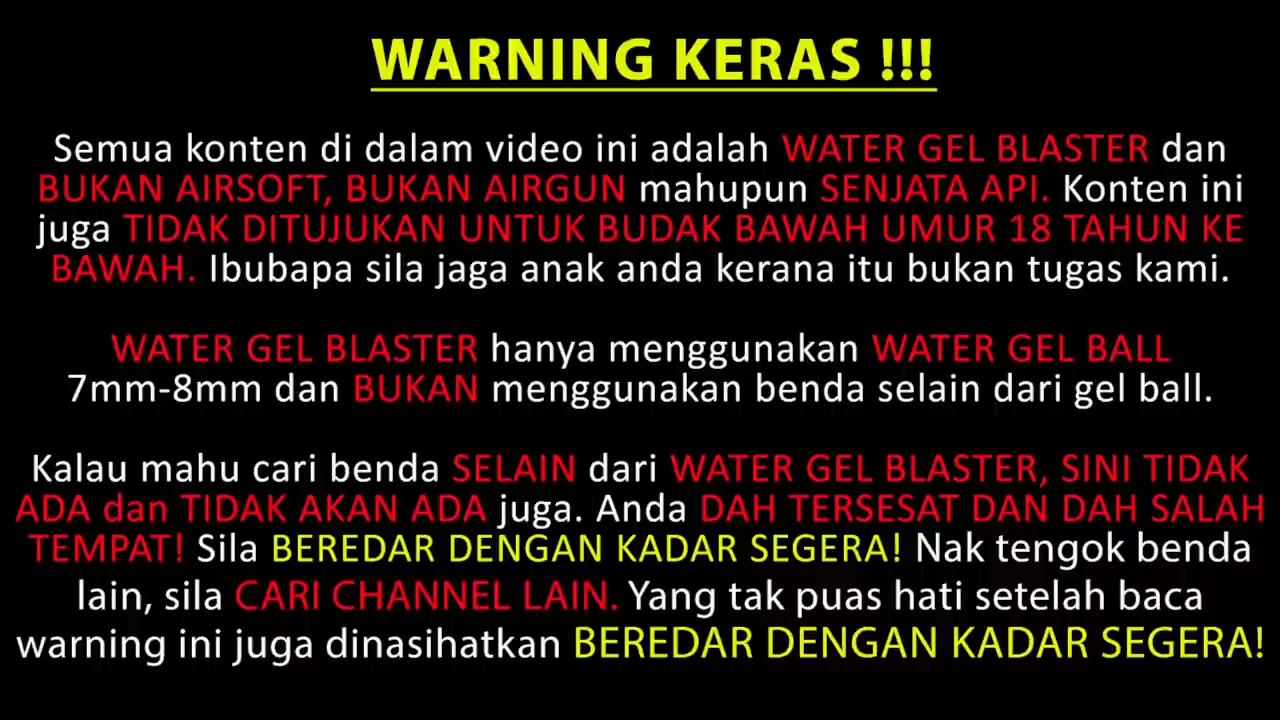 WARNING KERAS !!!
Semua konten di dalam video ini adalah WATER GEL BLASTER dan
BUKAN AIRSOFT, BUKAN AIRGUN mahupun SENJATA API. Konten ini
juga TIDAK DITUJUKAN UNTUK BUDAK BAWAH UMUR 18 TAHUN KE
BAWAH. Ibubapa sila jaga anak anda kerana itu bukan tugas kami.
WATER GEL BLASTER hanya menggunakan WATER GEL BALL
7mm-8mm dan BUKAN menggunakan benda selain dari gel ball.
Kalau mahu cari benda SELAIN dari WATER GEL BLASTER, SINI TIDAK
ADA dan TIDAK AKAN ADA juga. Anda DAH TERSESAT DAN DAH SALAH
TEMPAT! Sila BEREDAR DENGAN KADAR SEGERA! Nak tengok benda
lain, sila CARI CHANNEL LAIN. Yang tak puas hati setelah baca
warning ini juga dinasihatkan BEREDAR DENGAN KADAR SEGERA!